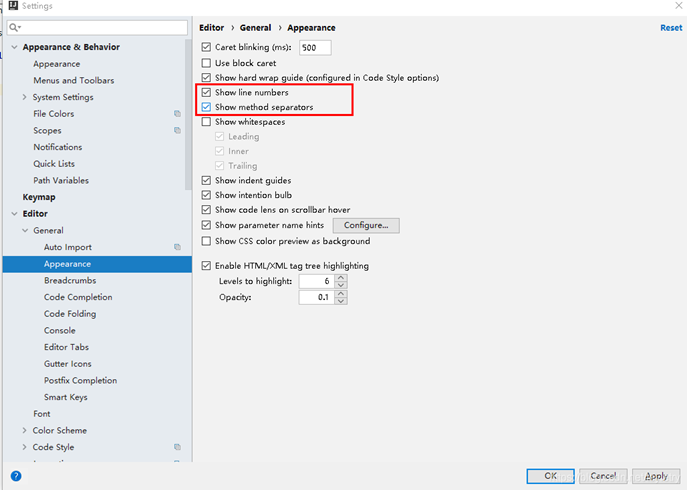 Settings
Appearance & Behavior
Appearance
Menus and Toolbars
System Settings
File Colors
Scopes
Notifications
Quick Lists
Path Variables
Keymap
Editor
General
Auto Import
Appearance
Breadcrumbs
Code Completion
Code Folding
Console
Editor Tabs
Gutter Icons
Postfix Completion
Smart Keys
Font
Color Scheme
Code Style
Editor › General › Appearance
Reset
Caret blinking (ms): 500
Use block caret
Show hard wrap guide (configured in Code Style options)
Show line numbers
Show method separators
Show whitespaces
Leading
Inner
Trailing
Show indent guides
Show intention bulb
Show code lens on scrollbar hover
Show parameter name hints Configure...
Show CSS color preview as background
Enable HTML/XML tag tree highlighting
Levels to highlight: 6
Opacity: 0.1
? OK Cancel Apply